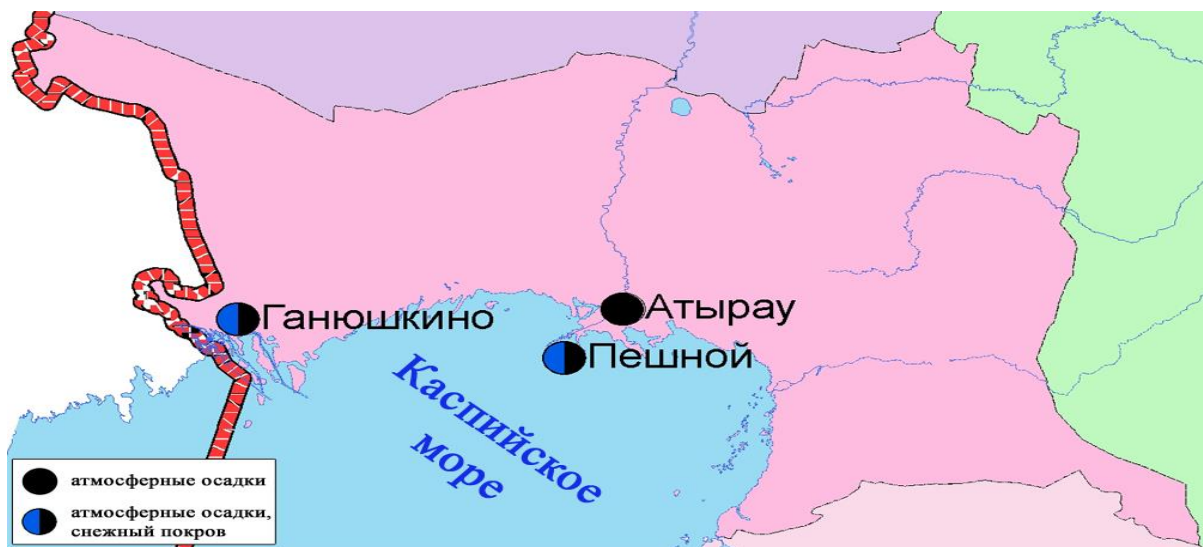 Атырау
Ганюшкино
Пешной
Каспийское
море
атмосферные осадки
атмосферные осадки,
снежный покров